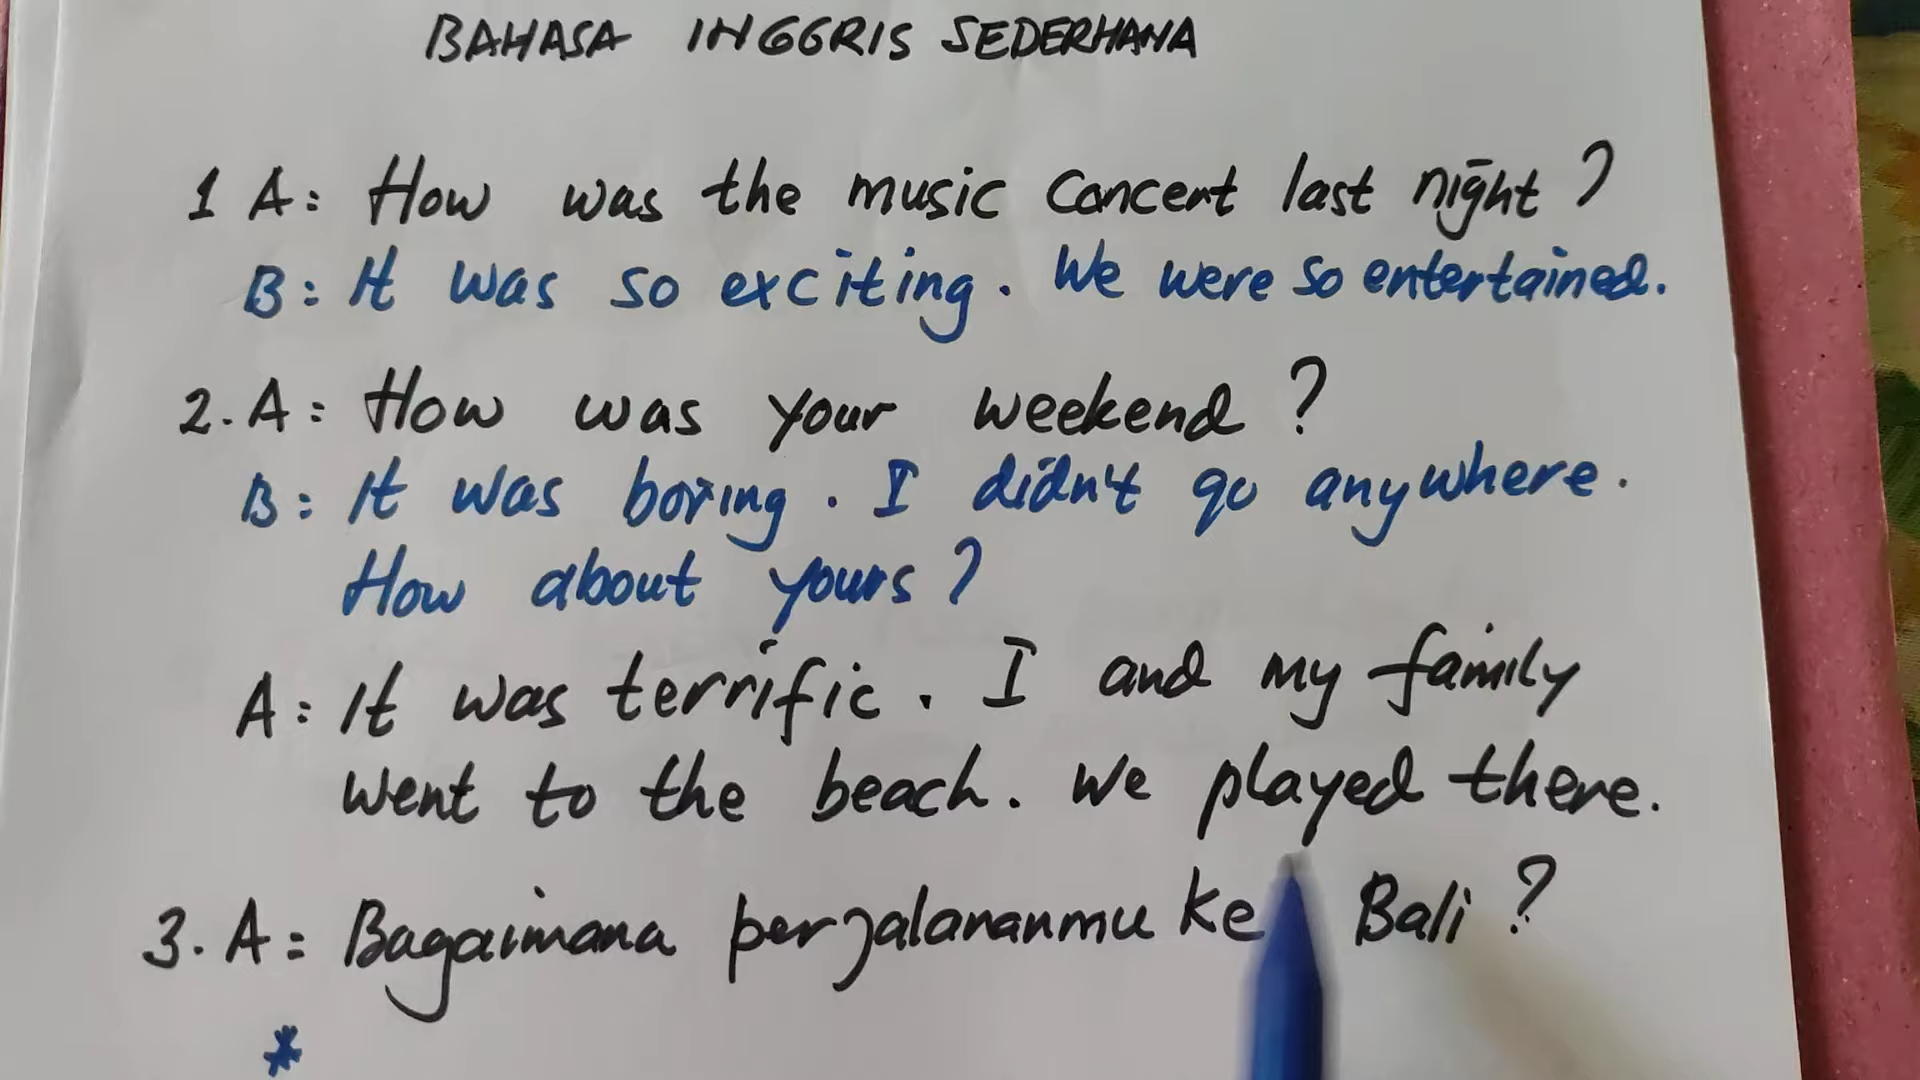 BAHASA INGGRIS SEDERHANA
1 A: How was the music concert last night?
B: It was so exciting. We were so entertained.
2. A: How was your weekend?
B: It was boring. I didn't go anywhere.
How about yours?
A: It was terrific. I and my family
went to the beach. We played there.
3. A: Bagaimana perjalananmu ke Bali?
*